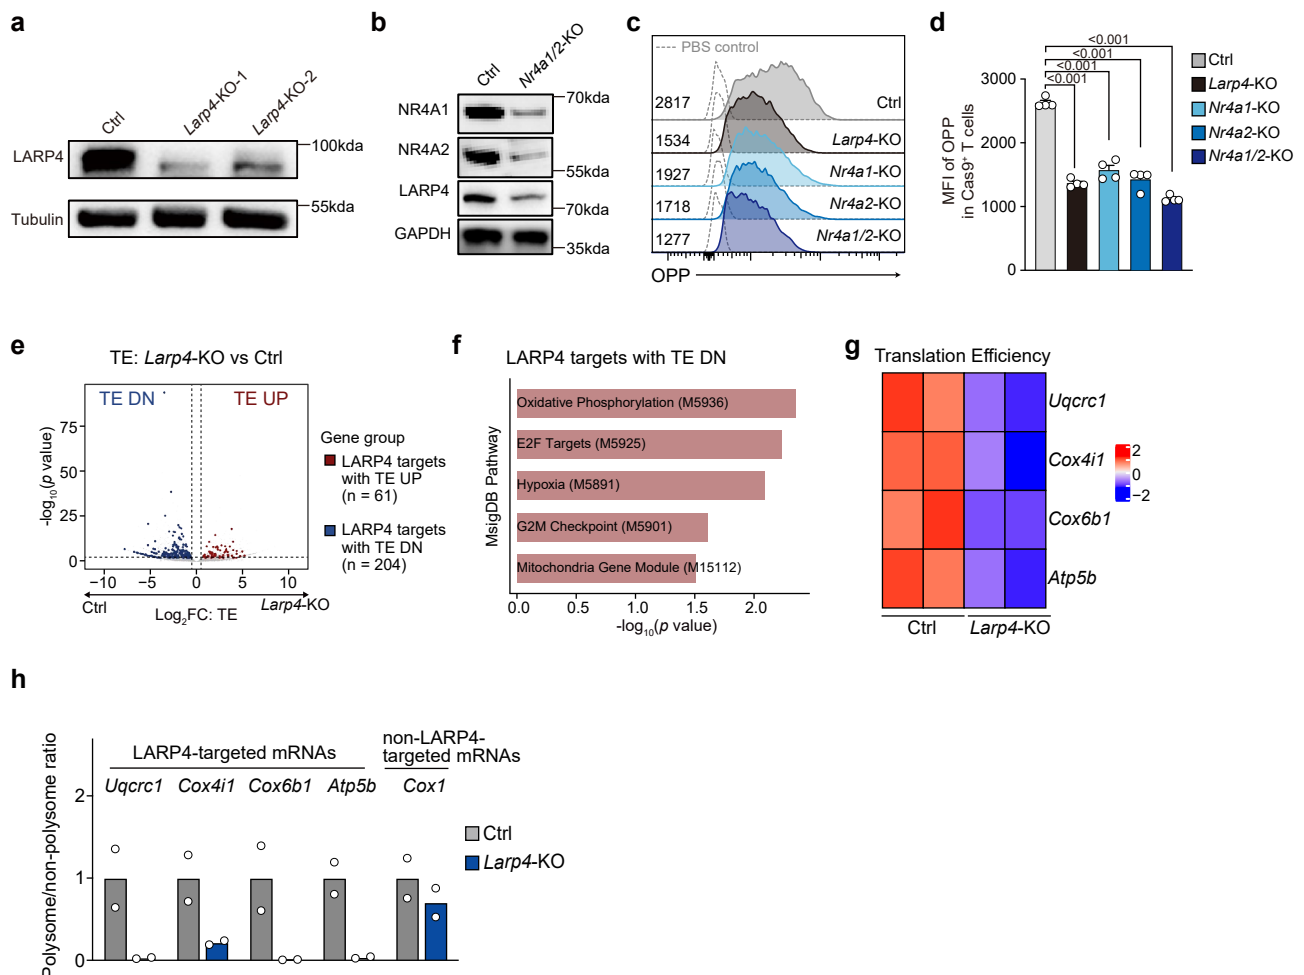 a
Ctrl
Larp4-KO-1
Larp4-KO-2
LARP4
100kda
Tubulin
55kda
b
Ctrl
Nr4a1/2-KO
NR4A1
70kda
NR4A2
55kda
LARP4
70kda
GAPDH
35kda
c
PBS control
2817
Ctrl
1534
Larp4-KO
1927
Nr4a1-KO
1718
Nr4a2-KO
1277
Nr4a1/2-KO
OPP
d
<0.001
<0.001
<0.001
<0.001
3000
2000
1000
0
MFI of OPP
in Cas9⁺ T cells
Ctrl
Larp4-KO
Nr4a1-KO
Nr4a2-KO
Nr4a1/2-KO
e
TE: Larp4-KO vs Ctrl
TE DN
TE UP
75
50
25
0
-log₁₀(p value)
−10
−5
0
5
10
Ctrl
Larp4-KO
Log₂FC: TE
Gene group
LARP4 targets
with TE UP
(n = 61)
LARP4 targets
with TE DN
(n = 204)
f
LARP4 targets with TE DN
MsigDB Pathway
Oxidative Phosphorylation (M5936)
E2F Targets (M5925)
Hypoxia (M5891)
G2M Checkpoint (M5901)
Mitochondria Gene Module (M15112)
0.0
0.5
1.0
1.5
2.0
-log₁₀(p value)
g
Translation Efficiency
Uqcrc1
Cox4i1
Cox6b1
Atp5b
2
0
−2
Ctrl
Larp4-KO
h
Polysome/non-polysome ratio
LARP4-targeted mRNAs
non-LARP4-
targeted mRNAs
Uqcrc1
Cox4i1
Cox6b1
Atp5b
Cox1
2
1
0
Ctrl
Larp4-KO